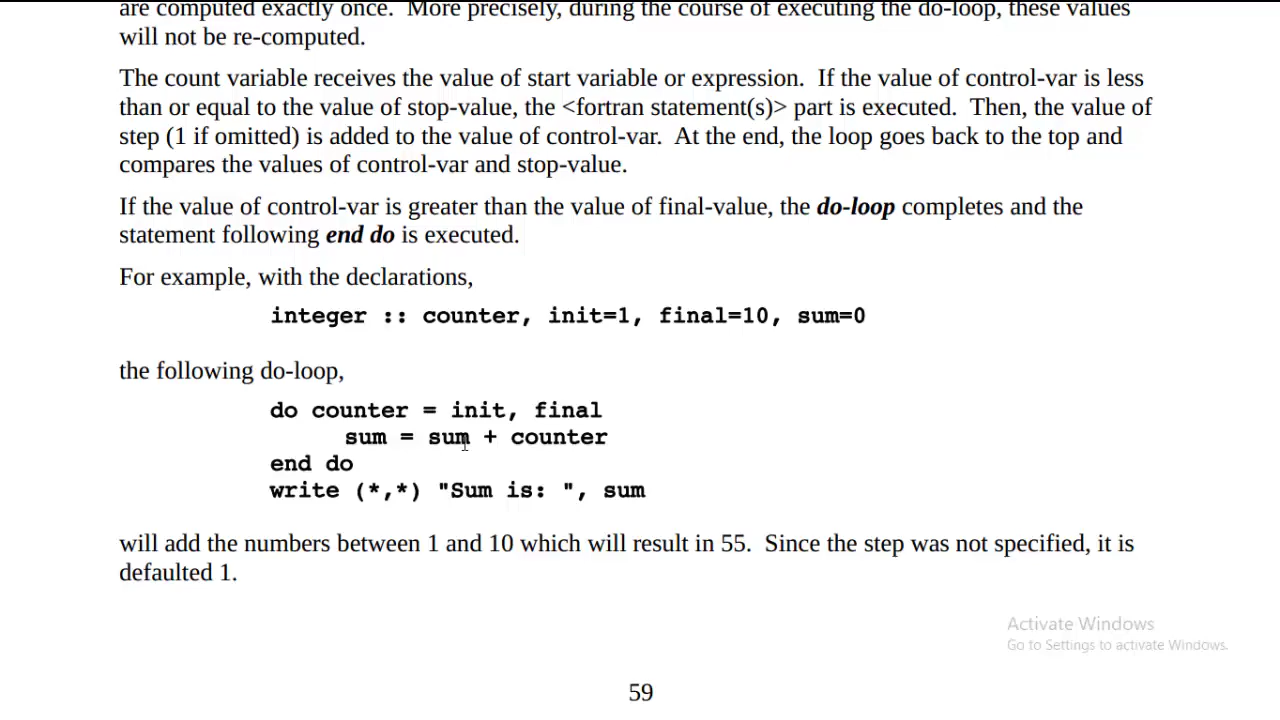 are computed exactly once. More precisely, during the course of executing the do-loop, these values
will not be re-computed.
The count variable receives the value of start variable or expression. If the value of control-var is less
than or equal to the value of stop-value, the <fortran statement(s)> part is executed. Then, the value of
step (1 if omitted) is added to the value of control-var. At the end, the loop goes back to the top and
compares the values of control-var and stop-value.
If the value of control-var is greater than the value of final-value, the do-loop completes and the
statement following end do is executed.
For example, with the declarations,
integer :: counter, init=1, final=10, sum=0
the following do-loop,
do counter = init, final
sum = sum + counter
end do
write (*,*) "Sum is: ", sum
will add the numbers between 1 and 10 which will result in 55. Since the step was not specified, it is
defaulted 1.
Activate Windows
Go to Settings to activate Windows.
59